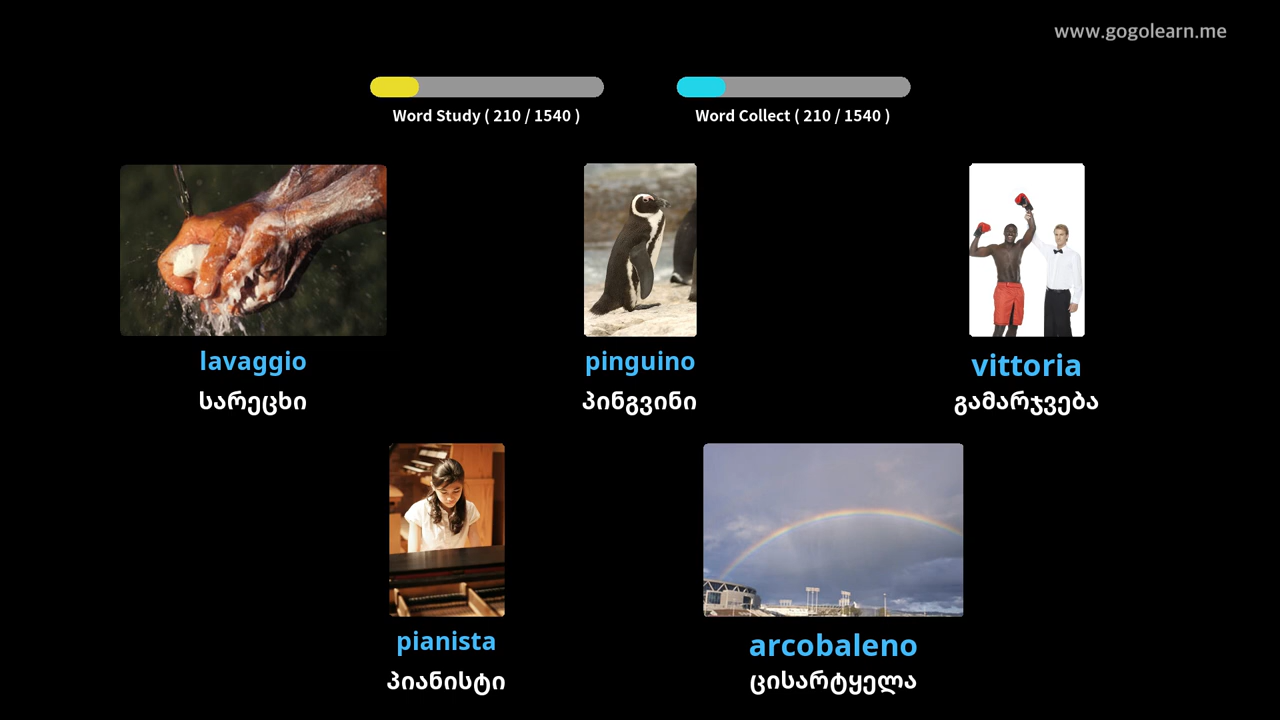 www.gogolearn.me
Word Study ( 210 / 1540 )
Word Collect ( 210 / 1540 )
lavaggio
სარეცხი
pinguino
პინგვინი
vittoria
გამარჯვება
pianista
პიანისტი
arcobaleno
ცისარტყელა